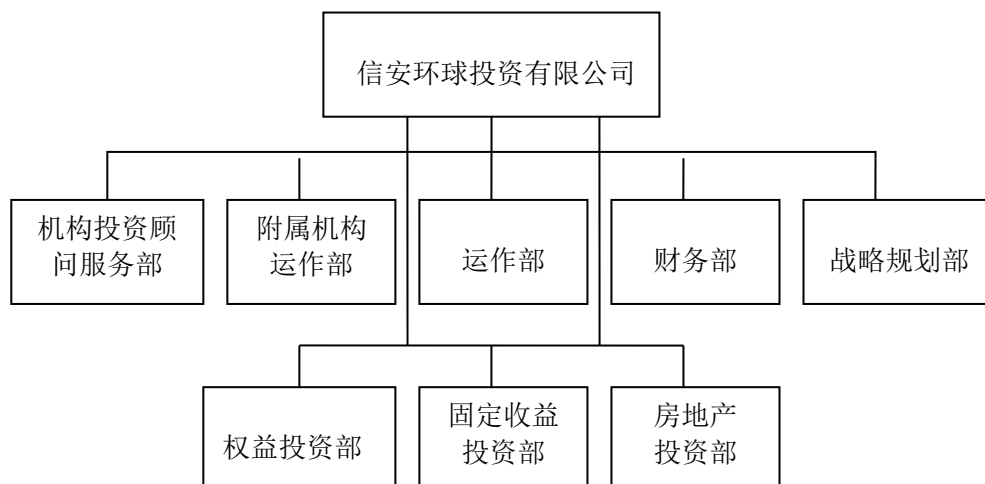 信安环球投资有限公司
机构投资顾
问服务部
附属机构
运作部
运作部
财务部
战略规划部
权益投资部
固定收益
投资部
房地产
投资部